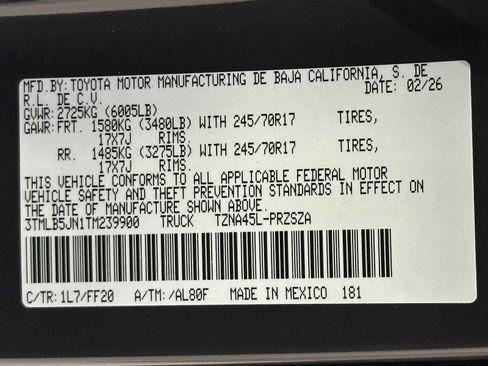 MFD.BY:TOYOTA MOTOR MANUFACTURING DE BAJA CALIFORNIA, S. DE
R.L. DE C.V. DATE: 02/26
GVWR:2725KG (6005LB)
GAWR:FRT. 1580KG (3480LB) WITH 245/70R17 TIRES,
17X7J RIMS.
RR. 1485KG (3275LB) WITH 245/70R17 TIRES,
17X7J RIMS.
THIS VEHICLE CONFORMS TO ALL APPLICABLE FEDERAL MOTOR
VEHICLE SAFETY AND THEFT PREVENTION STANDARDS IN EFFECT ON
THE DATE OF MANUFACTURE SHOWN ABOVE.
3TMLB5JN1TM239900 TRUCK TZNA45L-PRZSZA
C/TR:1L7/FF20 A/TM:/AL80F MADE IN MEXICO 181